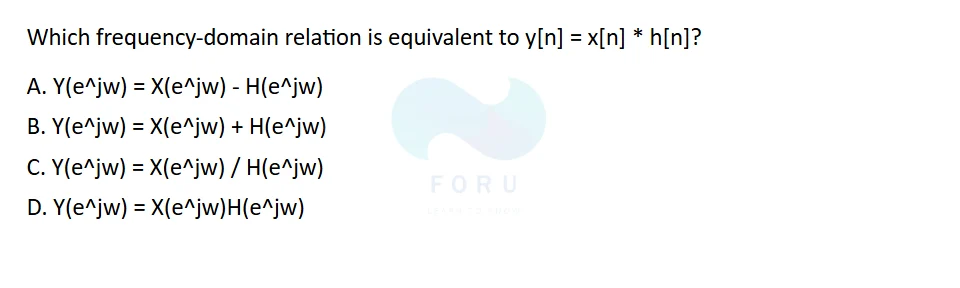 Which frequency-domain relation is equivalent to y[n] = x[n] * h[n]?
A. Y(e^jw) = X(e^jw) - H(e^jw)
B. Y(e^jw) = X(e^jw) + H(e^jw)
C. Y(e^jw) = X(e^jw) / H(e^jw)
FORU
D. Y(e^jw) = X(e^jw)H(e^jw)